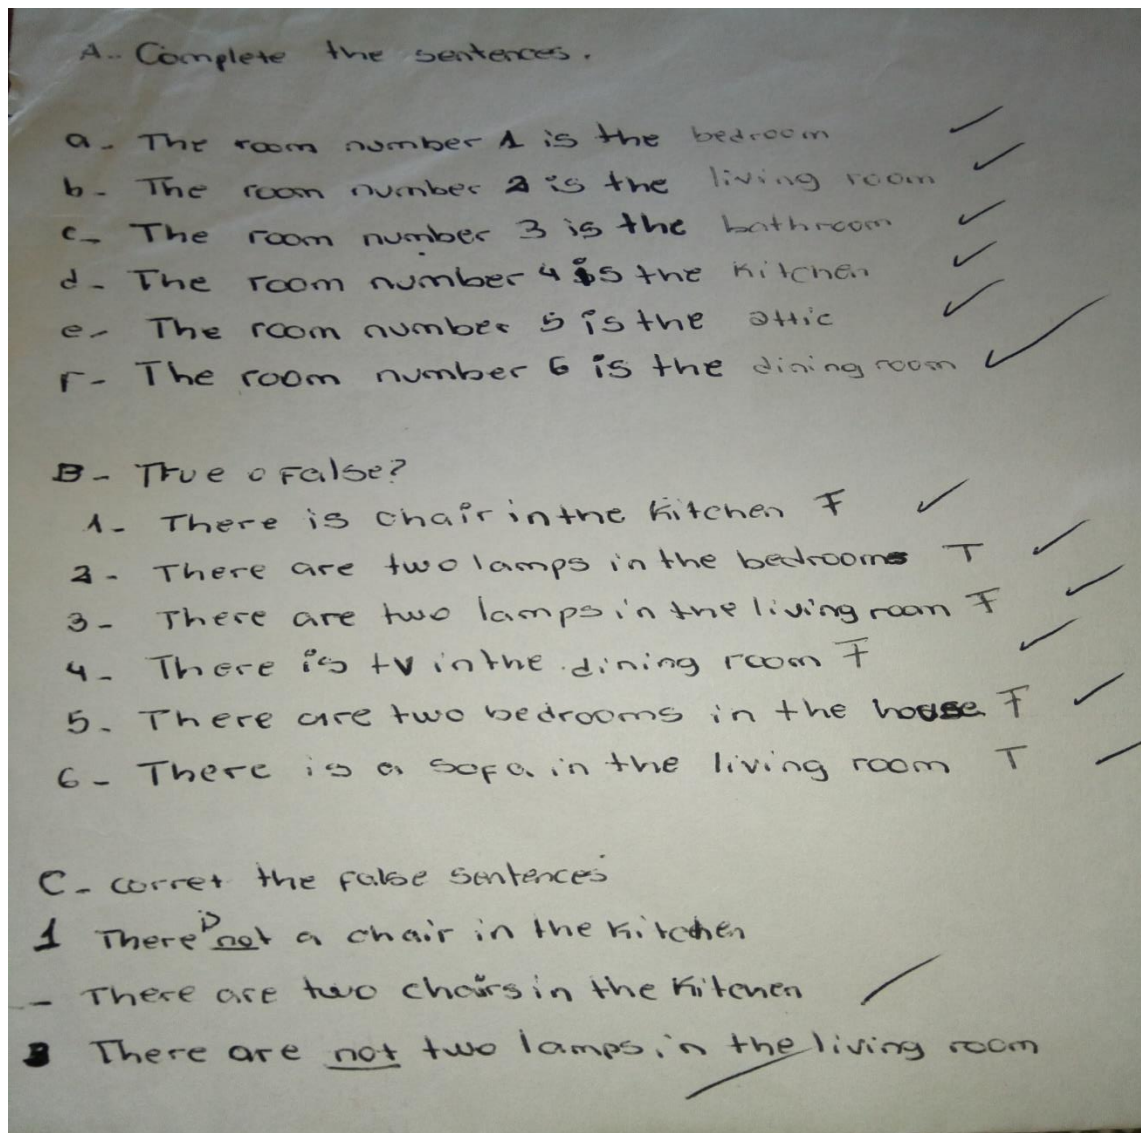 A- Complete the sentences.
a- The room number 1 is the bedroom
b- The room number 2 is the living room
c- The room number 3 is the bathroom
d- The room number 4 is the kitchen
e- The room number 5 is the attic
F- The room number 6 is the dining room
B- True o False?
1- There is chair in the kitchen F
2- There are two lamps in the bedrooms T
3- There are two lamps in the living room F
4- There is tv in the dining room F
5- There are two bedrooms in the house F
6- There is a sofa in the living room T
C- corret the false sentences
1 There is not a chair in the kitchen
- There are two chairs in the kitchen
3 There are not two lamps in the living room